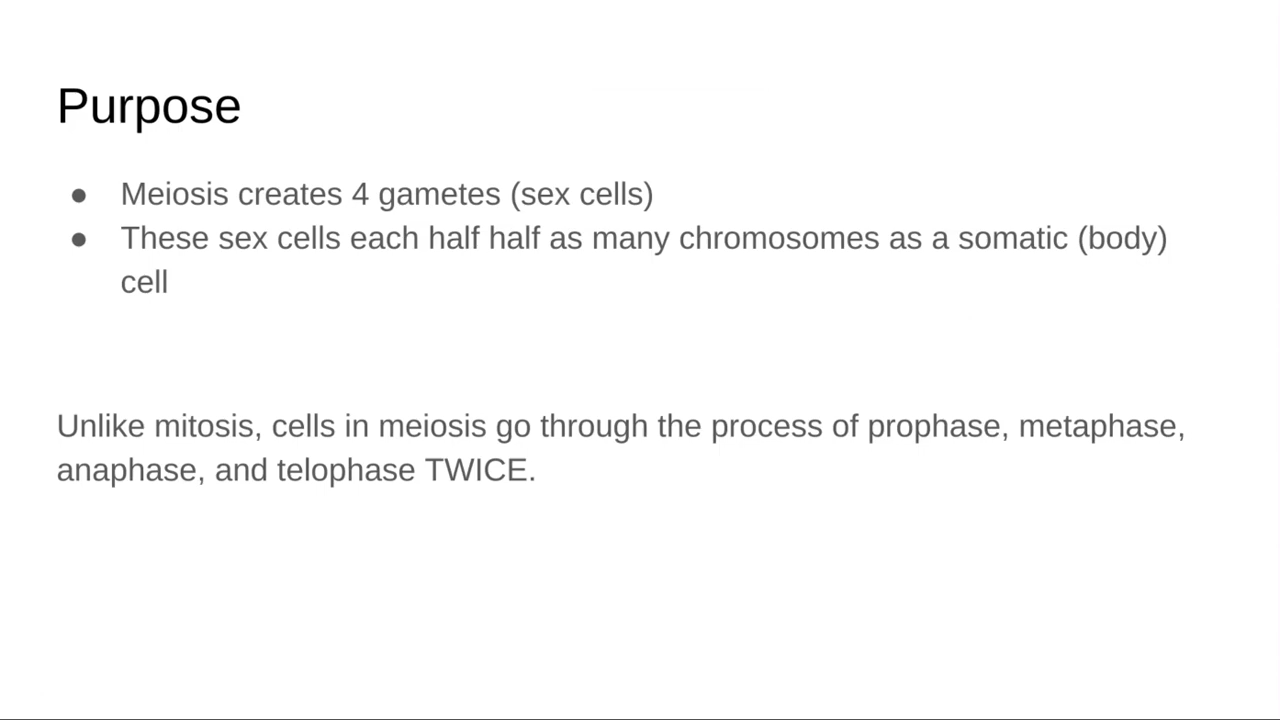 Purpose
● Meiosis creates 4 gametes (sex cells)
● These sex cells each half half as many chromosomes as a somatic (body)
cell
Unlike mitosis, cells in meiosis go through the process of prophase, metaphase,
anaphase, and telophase TWICE.